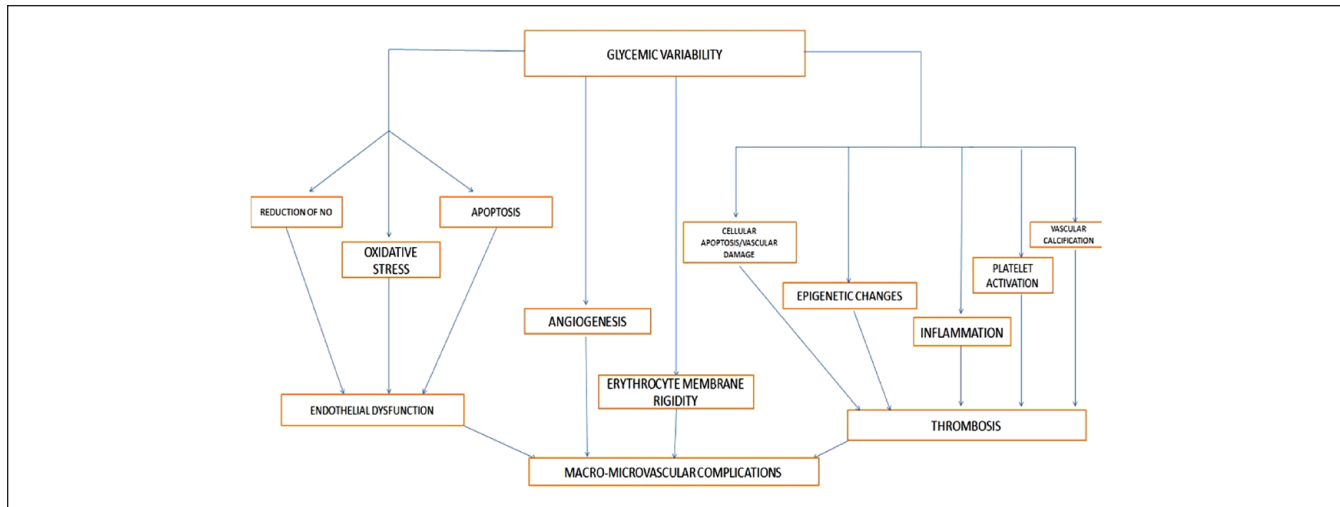 GLYCEMIC VARIABILITY
REDUCTION OF NO
APOPTOSIS
OXIDATIVE
STRESS
CELLULAR
APOPTOSIS/VASCULAR
DAMAGE
VASCULAR
CALCIFICATION
PLATELET
ACTIVATION
EPIGENETIC CHANGES
ANGIOGENESIS
INFLAMMATION
ERYTHROCYTE MEMBRANE
RIGIDITY
ENDOTHELIAL DYSFUNCTION
THROMBOSIS
MACRO-MICROVASCULAR COMPLICATIONS